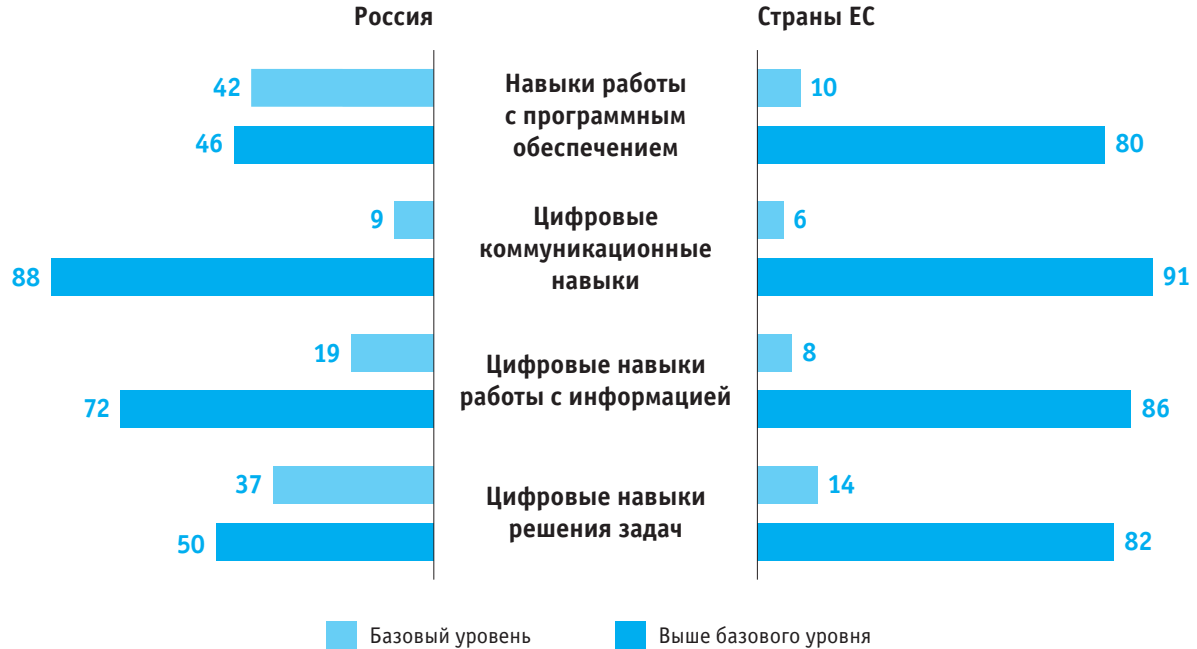 Россия
Страны ЕС
42
Навыки работы
с программным
обеспечением
10
46
80
9
Цифровые
коммуникационные
навыки
6
88
91
19
Цифровые навыки
работы с информацией
8
72
86
37
Цифровые навыки
решения задач
14
50
82
Базовый уровень
Выше базового уровня